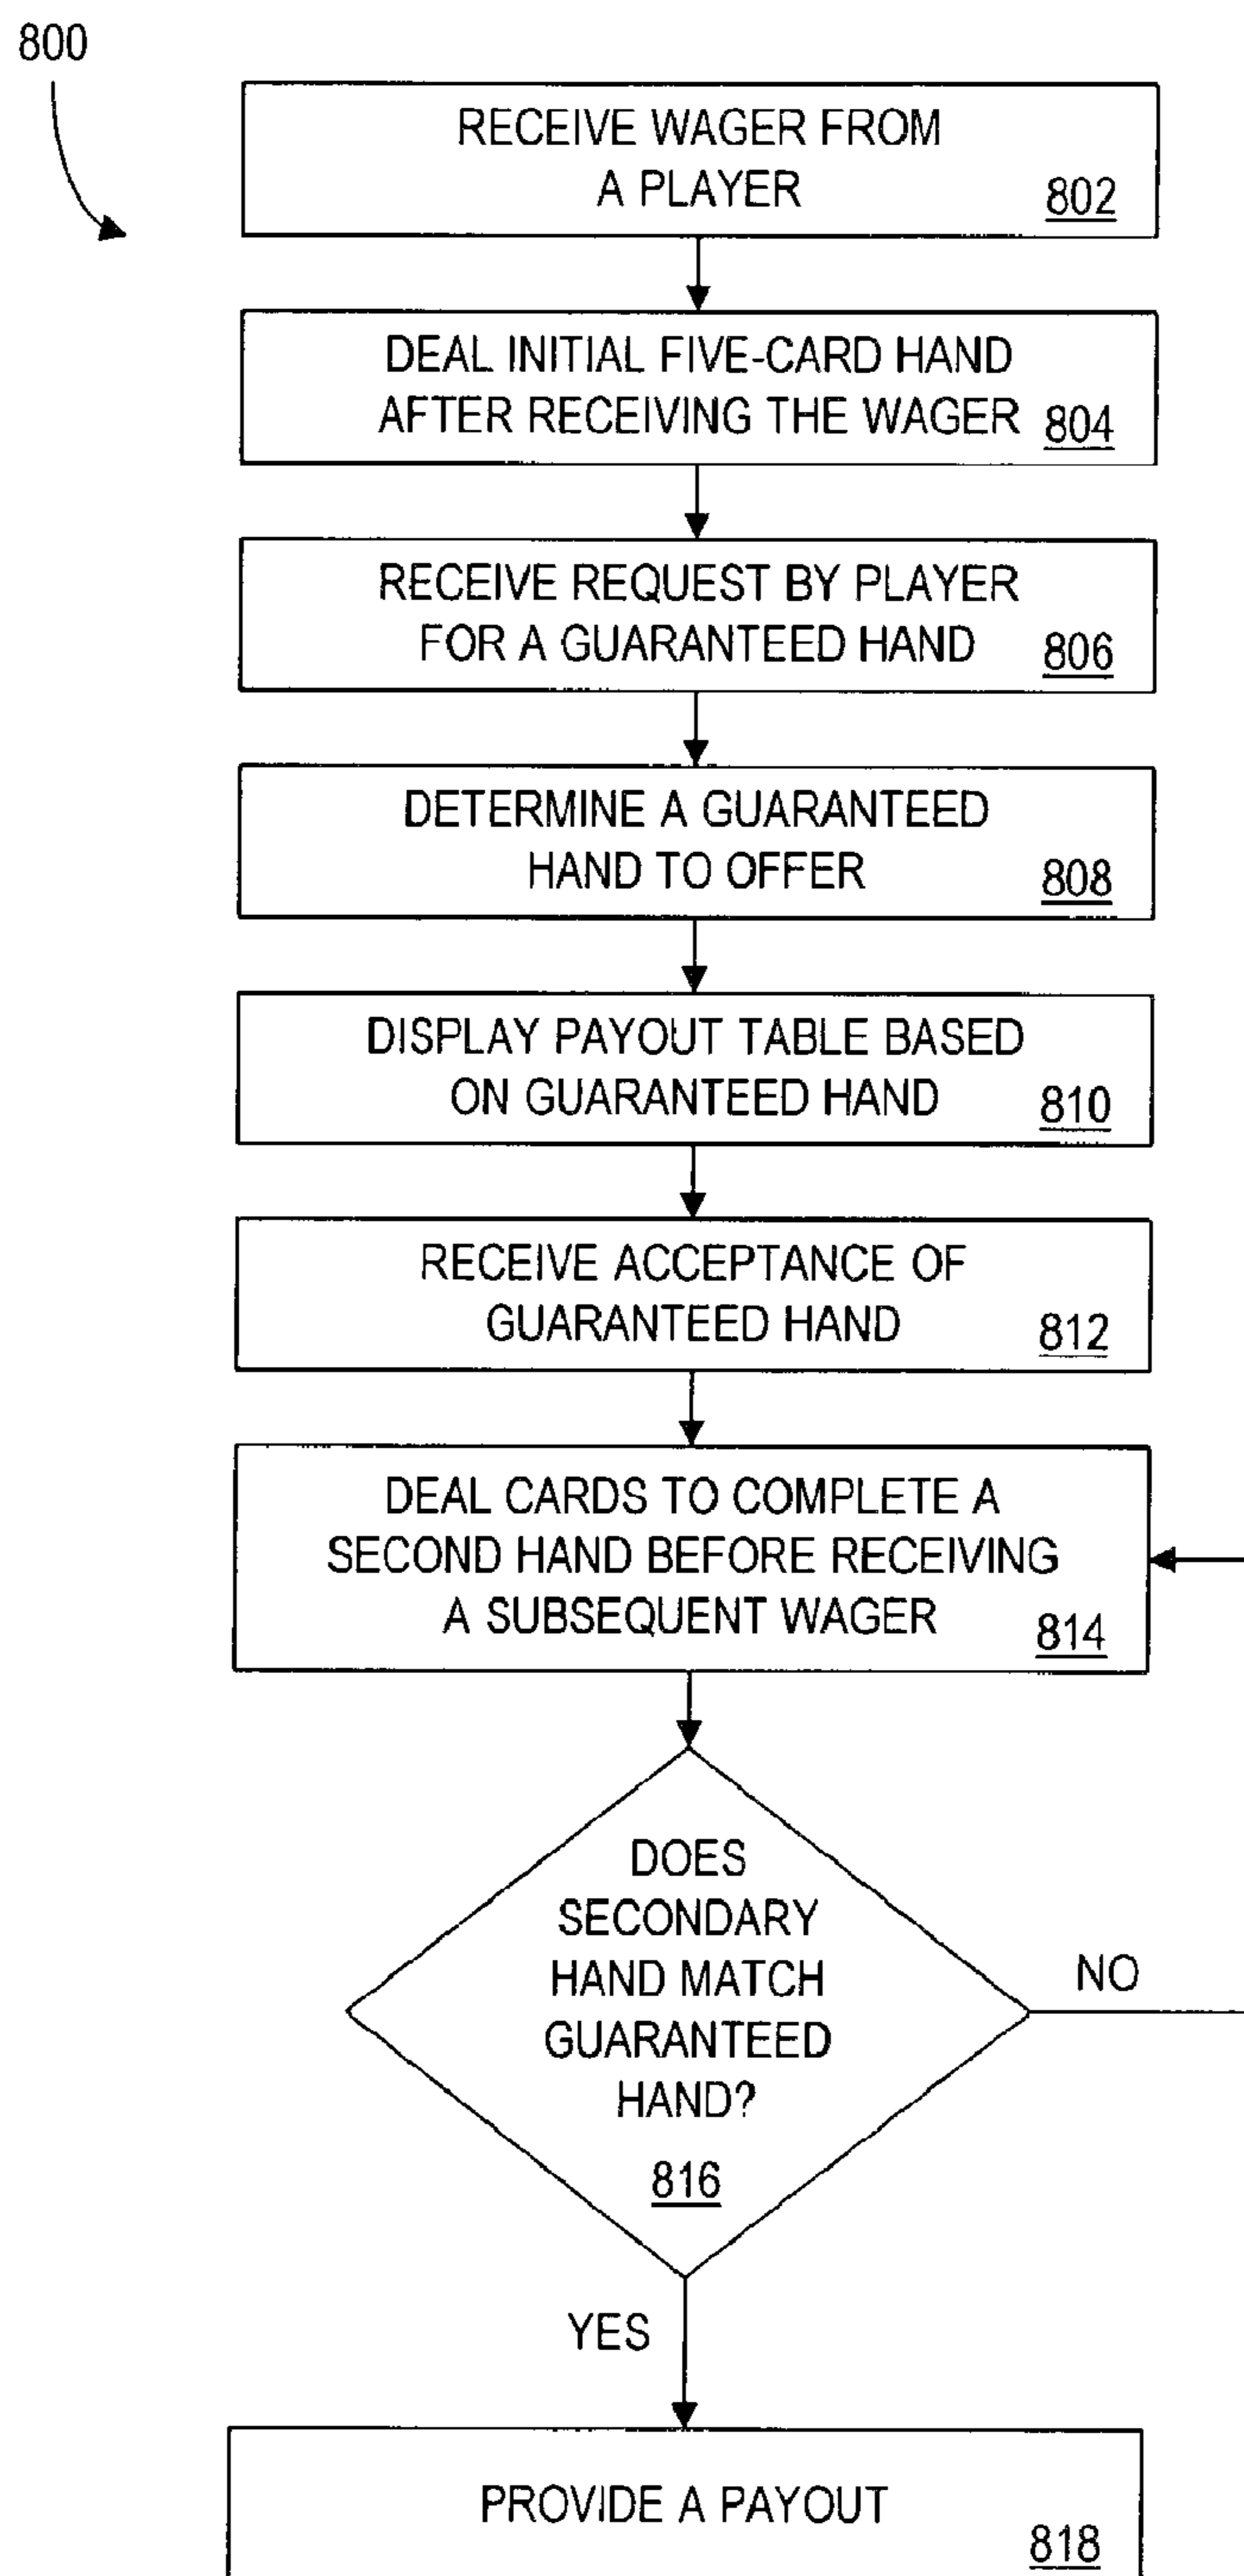 800
RECEIVE WAGER FROM
A PLAYER
802
DEAL INITIAL FIVE-CARD HAND
AFTER RECEIVING THE WAGER
804
RECEIVE REQUEST BY PLAYER
FOR A GUARANTEED HAND
806
DETERMINE A GUARANTEED
HAND TO OFFER
808
DISPLAY PAYOUT TABLE BASED
ON GUARANTEED HAND
810
RECEIVE ACCEPTANCE OF
GUARANTEED HAND
812
DEAL CARDS TO COMPLETE A
SECOND HAND BEFORE RECEIVING
A SUBSEQUENT WAGER
814
DOES
SECONDARY
HAND MATCH
GUARANTEED
HAND?
816
NO
YES
PROVIDE A PAYOUT
818